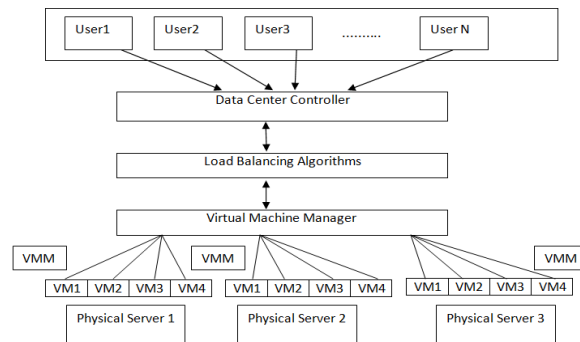 User1 User2 User3 .......... User N
Data Center Controller
Load Balancing Algorithms
Virtual Machine Manager
VMM VMM VMM
VM1 VM2 VM3 VM4 VM1 VM2 VM3 VM4 VM1 VM2 VM3 VM4
Physical Server 1 Physical Server 2 Physical Server 3